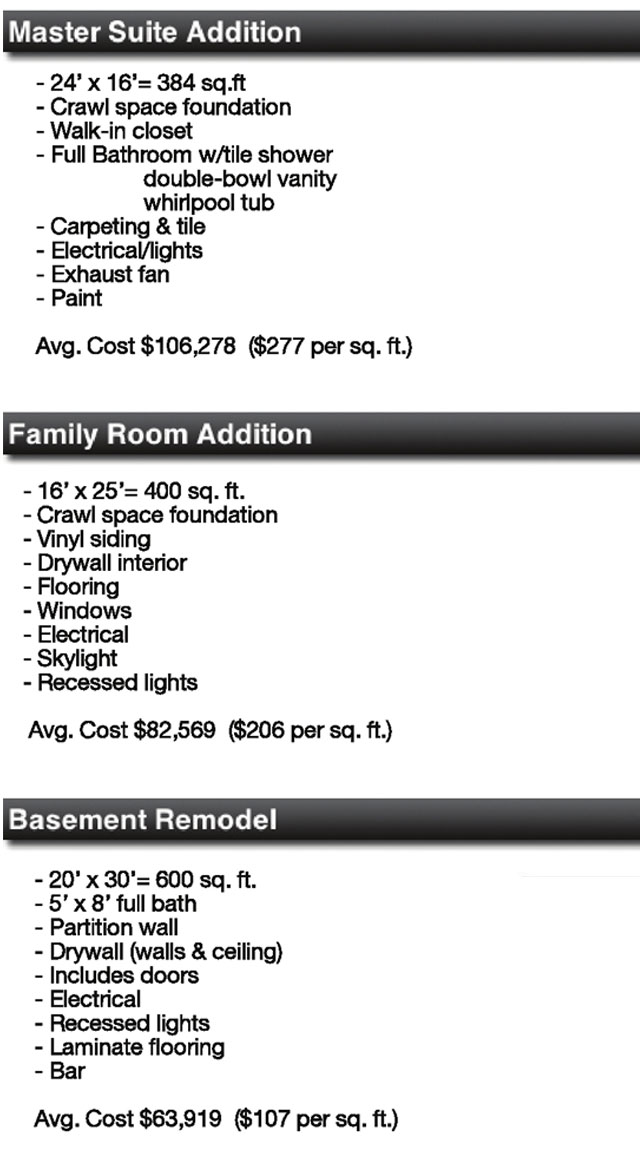 Master Suite Addition
- 24' x 16'= 384 sq.ft
- Crawl space foundation
- Walk-in closet
- Full Bathroom w/tile shower
double-bowl vanity
whirlpool tub
- Carpeting & tile
- Electrical/lights
- Exhaust fan
- Paint
Avg. Cost $106,278 ($277 per sq. ft.)
Family Room Addition
- 16' x 25'= 400 sq. ft.
- Crawl space foundation
- Vinyl siding
- Drywall interior
- Flooring
- Windows
- Electrical
- Skylight
- Recessed lights
Avg. Cost $82,569 ($206 per sq. ft.)
Basement Remodel
- 20' x 30'= 600 sq. ft.
- 5' x 8' full bath
- Partition wall
- Drywall (walls & ceiling)
- Includes doors
- Electrical
- Recessed lights
- Laminate flooring
- Bar
Avg. Cost $63,919 ($107 per sq. ft.)